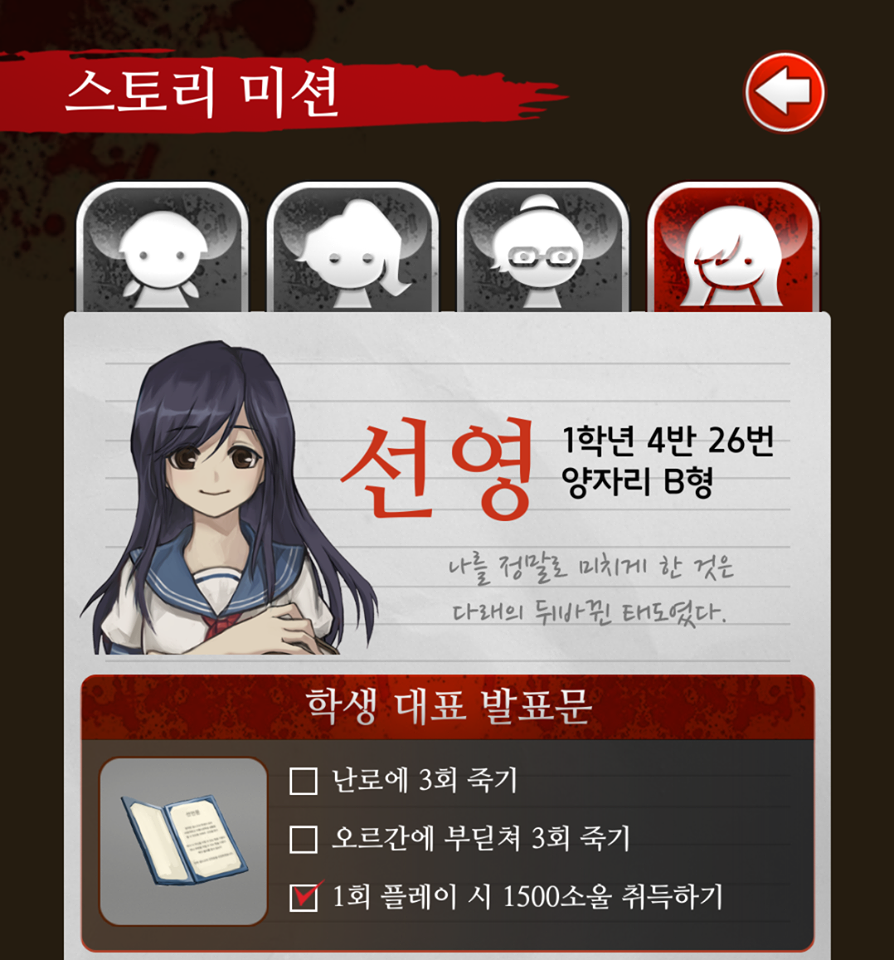 스토리 미션
선영
1학년 4반 26번
양자리 B형
나를 정말로 미치게 한 것은
다래의 뒤바뀐 태도였다.
학생 대표 발표문
난로에 3회 죽기
오르간에 부딛쳐 3회 죽기
1회 플레이 시 1500소울 취득하기